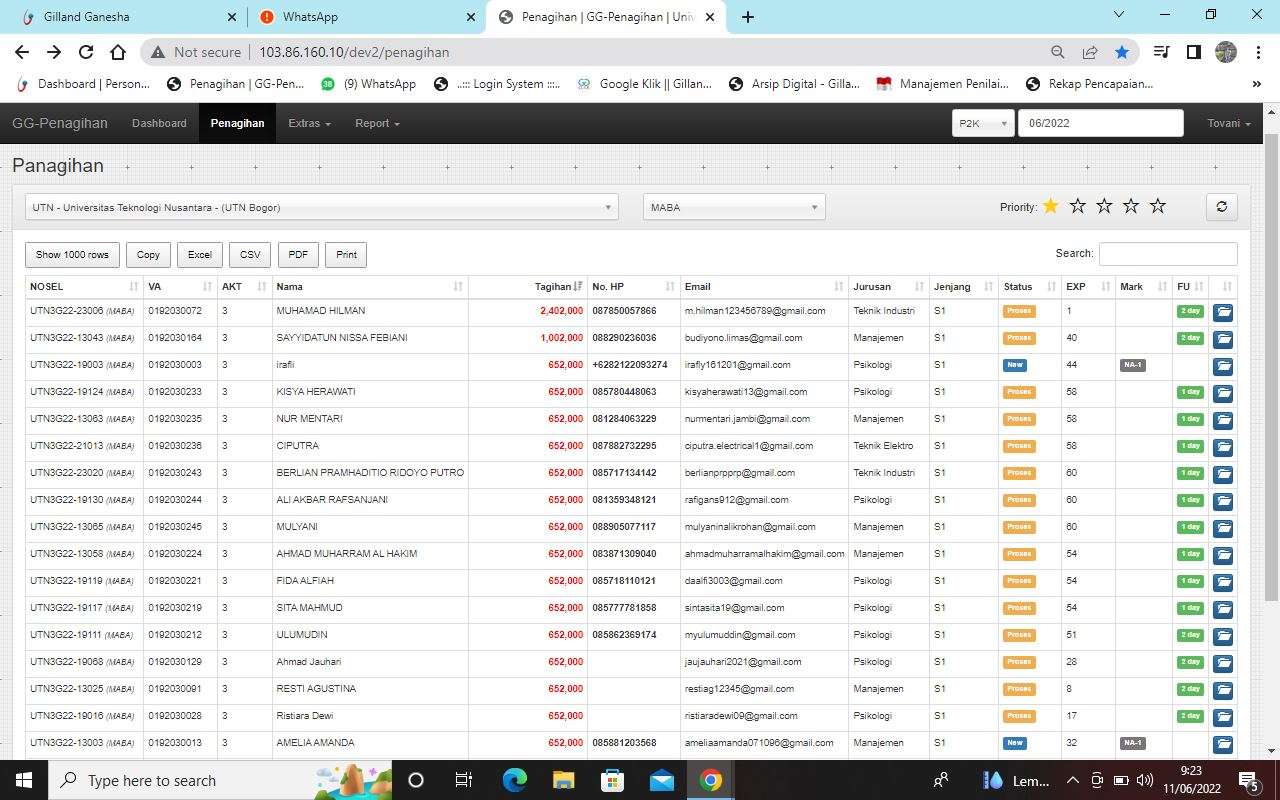 Gilland Ganesha
WhatsApp
Penagihan | GG-Penagihan | Univ
Not secure | 103.86.160.10/dev2/penagihan
Dashboard | Person...
Penagihan | GG-Pen...
(9) WhatsApp
..::: Login System :::..
Google Klik || Gillan...
Arsip Digital - Gilla...
Manajemen Penilai...
Rekap Pencapaian...
GG-Penagihan Dashboard Penagihan Extras Report P2K 06/2022 Tovani
Panagihan
UTN - Universitas Teknologi Nusantara - (UTN Bogor) MABA Priority:
Show 1000 rows Copy Excel CSV PDF Print Search:
NOSEL VA AKT Nama Tagihan No. HP Email Jurusan Jenjang Status EXP Mark FU
UTN3G22-23006 (MABA) 0192030072 3 MUHAMAD HILMAN 2,402,000 087850057866 m.hilman123456789@gmail.com Teknik Industri S1 Proses 1 2 day
UTN3G22-13043 (MABA) 0192030164 3 SAYYIDATUN NISSA FEBIANI 1,002,000 088290236036 budiyono.limas@gmail.com Manajemen S1 Proses 40 2 day
UTN3G22-19003 (MABA) 0192030003 3 irafli 652,000 +6282122093274 irafly161201@gmail.com Psikologi S1 New 44 NA-1
UTN3G22-19124 (MABA) 0192030233 3 KISYA HERAWATI 652,000 085780448063 kisyaherawati13@gmail.com Psikologi S1 Proses 58 1 day
UTN3G22-13063 (MABA) 0192030235 3 NUR MENTARI 652,000 081284063229 nurmentari.jambi@gmail.com Manajemen S1 Proses 58 1 day
UTN3G22-21013 (MABA) 0192030236 3 CIPUTRA 652,000 087882732295 ciputra.electrical1@gmail.com Teknik Elektro S1 Proses 58 1 day
UTN3G22-23020 (MABA) 0192030243 3 BERLIAN PRAMHADITIO RIDOYO PUTRO 652,000 085717134142 berlianprpprp@gmail.com Teknik Industri S1 Proses 60 1 day
UTN3G22-19130 (MABA) 0192030244 3 ALI AKBAR RAFSANJANI 652,000 081359348121 rafigans912@gmail.com Psikologi S1 Proses 60 1 day
UTN3G22-13065 (MABA) 0192030245 3 MULYANI 652,000 088905077117 mulyaninalikrohan@gmail.com Manajemen S1 Proses 60 1 day
UTN3G22-13058 (MABA) 0192030224 3 AHMAD MUHARRAM AL HAKIM 652,000 083871309040 ahmadmuharramalhakim@gmail.com Manajemen S1 Proses 54 1 day
UTN3G22-19119 (MABA) 0192030221 3 FIDA ALFIAH 652,000 085718110121 daalfi3003@gmail.com Psikologi S1 Proses 54 1 day
UTN3G22-19117 (MABA) 0192030219 3 SITA MAHMUD 652,000 085777781858 sintasita19@gmail.com Psikologi S1 Proses 54 1 day
UTN3G22-19111 (MABA) 0192030212 3 ULUMUDIN 652,000 085862369174 myulumuddin@gmail.com Psikologi S1 Proses 51 2 day
UTN3G22-19068 (MABA) 0192030129 3 Ahmad Jauhari 652,000 jaujauhari2021@gmail.com Psikologi S1 Proses 28 2 day
UTN3G22-13025 (MABA) 0192030091 3 RESTI AGUSTINA 652,000 restiag12345@gmail.com Manajemen S1 Proses 8 2 day
UTN3G22-19016 (MABA) 0192030028 3 Ristiara Dewi 652,000 ristiaradewi09@gmail.com Psikologi S1 Proses 17 2 day
UTN3G22-13003 (MABA) 0192030013 3 AMELIA AMANDA 652,000 085881203568 ameliaamanda071096@gmail.com Manajemen S1 New 32 NA-1
Type here to search
Lem...
9:23
11/06/2022
5